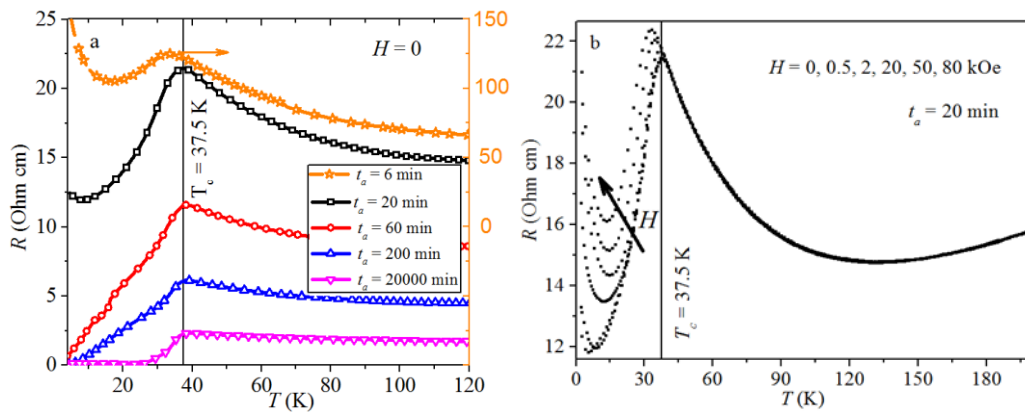 25
20
15
10
5
0
R (Ohm cm)
a
H = 0
T_c = 37.5 K
t_a = 6 min
t_a = 20 min
t_a = 60 min
t_a = 200 min
t_a = 20000 min
150
100
50
0
20 40 60 80 100 120
T (K)
22
20
18
16
14
12
R (Ohm cm)
b
H = 0, 0.5, 2, 20, 50, 80 kOe
t_a = 20 min
H
T_c = 37.5 K
0 30 60 90 120 150 180
T (K)